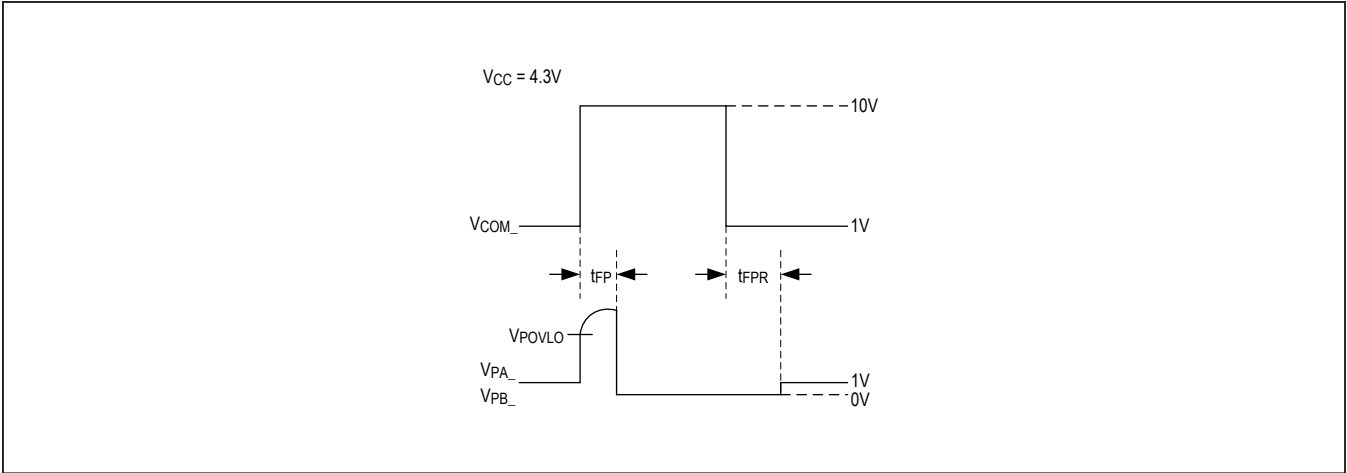 VCC = 4.3V
10V
VCOM_
1V
tFP
tFPR
VPOVLO
VPA_
1V
VPB_
0V